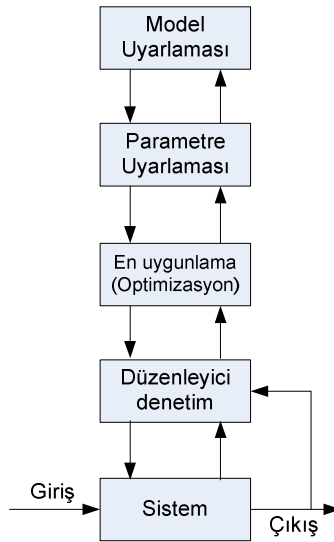 Model
Uyarlaması
Parametre
Uyarlaması
En uygunlama
(Optimizasyon)
Düzenleyici
denetim
Giriş
Sistem
Çıkış